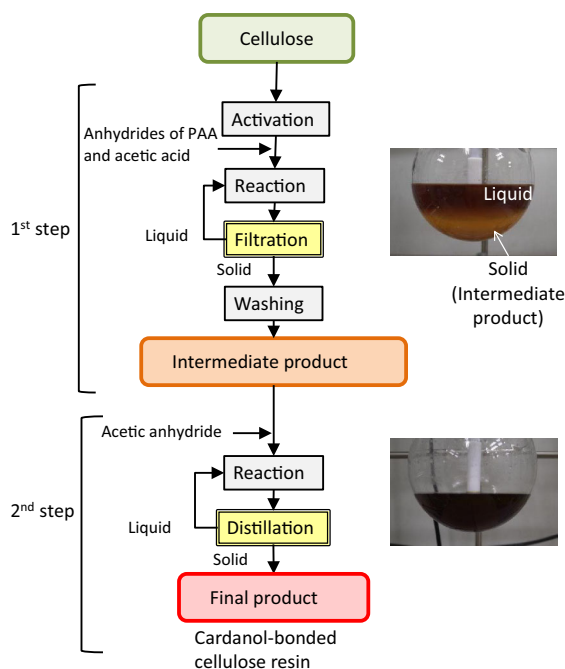 Cellulose
Activation
Anhydrides of PAA
and acetic acid
Reaction
1st step
Liquid
Filtration
Solid
Washing
Intermediate product
Liquid
Solid
(Intermediate
product)
Acetic anhydride
Reaction
2nd step
Liquid
Distillation
Solid
Final product
Cardanol-bonded
cellulose resin